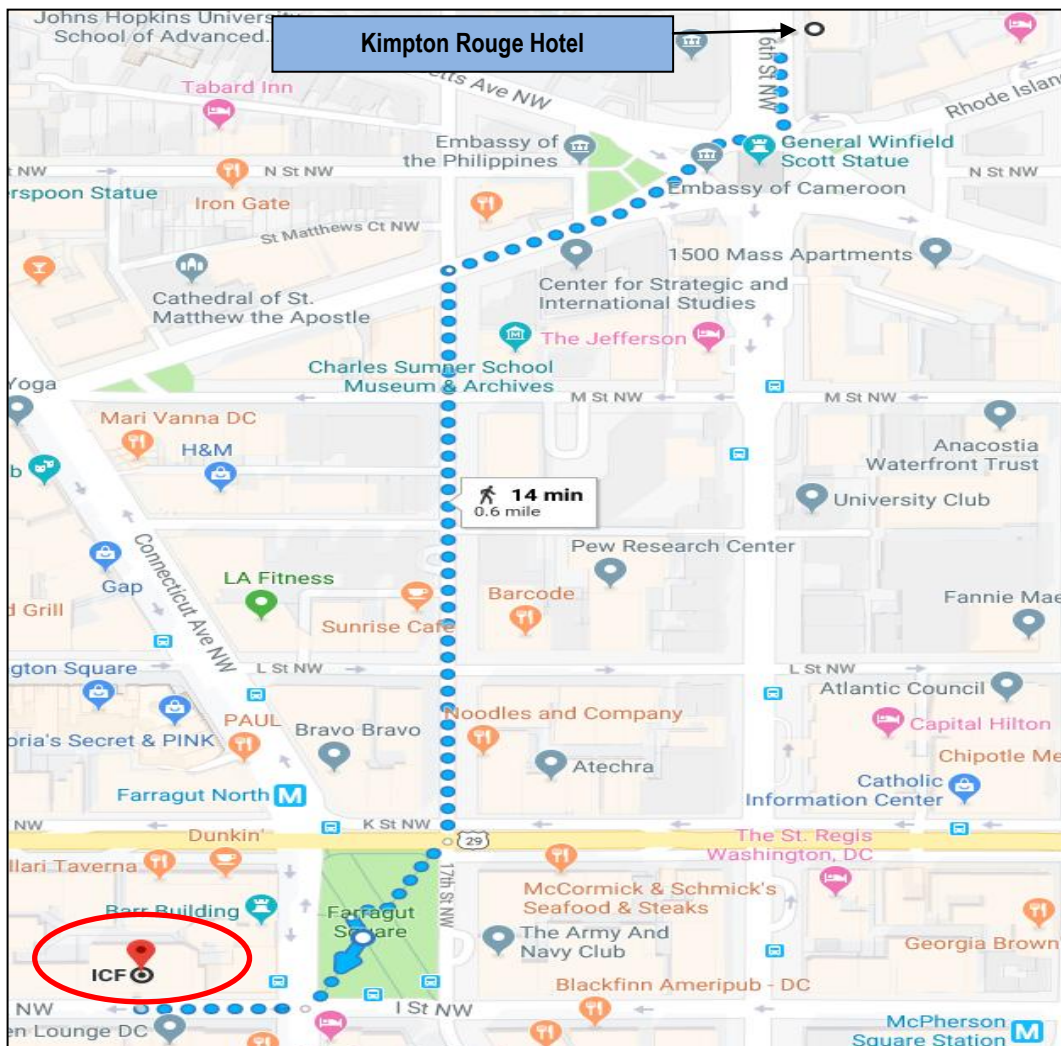 Johns Hopkins University
School of Advanced...
Kimpton Rouge Hotel
16th St NW
Tabard Inn
etts Ave NW
Rhode Island
Embassy of
the Philippines
General Winfield
Scott Statue
NW
N St NW
N St NW
erspoon Statue
Iron Gate
Embassy of Cameroon
St Matthews Ct NW
1500 Mass Apartments
Cathedral of St.
Matthew the Apostle
Center for Strategic and
International Studies
The Jefferson
Charles Sumner School
Museum & Archives
Yoga
M St NW
M St NW
Mari Vanna DC
H&M
b
Anacostia
Waterfront Trust
14 min
0.6 mile
University Club
Connecticut Ave NW
Pew Research Center
Gap
LA Fitness
d Grill
Sunrise Cafe
Barcode
Fannie Mae
L St NW
L St NW
gton Square
Atlantic Council
PAUL
Noodles and Company
Capital Hilton
oria's Secret & PINK
Bravo Bravo
Atechra
Chipotle Me
Catholic
Information Center
Farragut North
M
NW
K St NW
Dunkin'
29
The St. Regis
Washington, DC
llari Taverna
17th St NW
McCormick & Schmick's
Seafood & Steaks
Barr Building
Farragut
Square
The Army And
Navy Club
Georgia Brown
ICF
Blackfinn Ameripub - DC
NW
I St NW
en Lounge DC
McPherson
Square Station
M